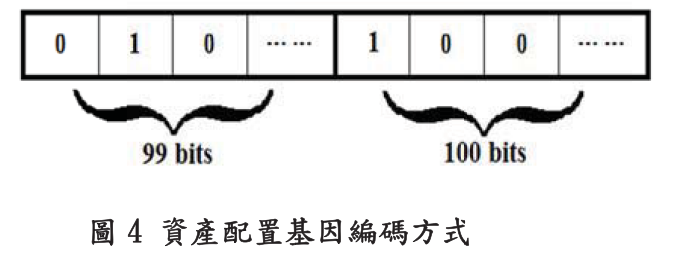 0 1 0 …… 1 0 0 ……
99 bits 100 bits
圖 4 資產配置基因編碼方式